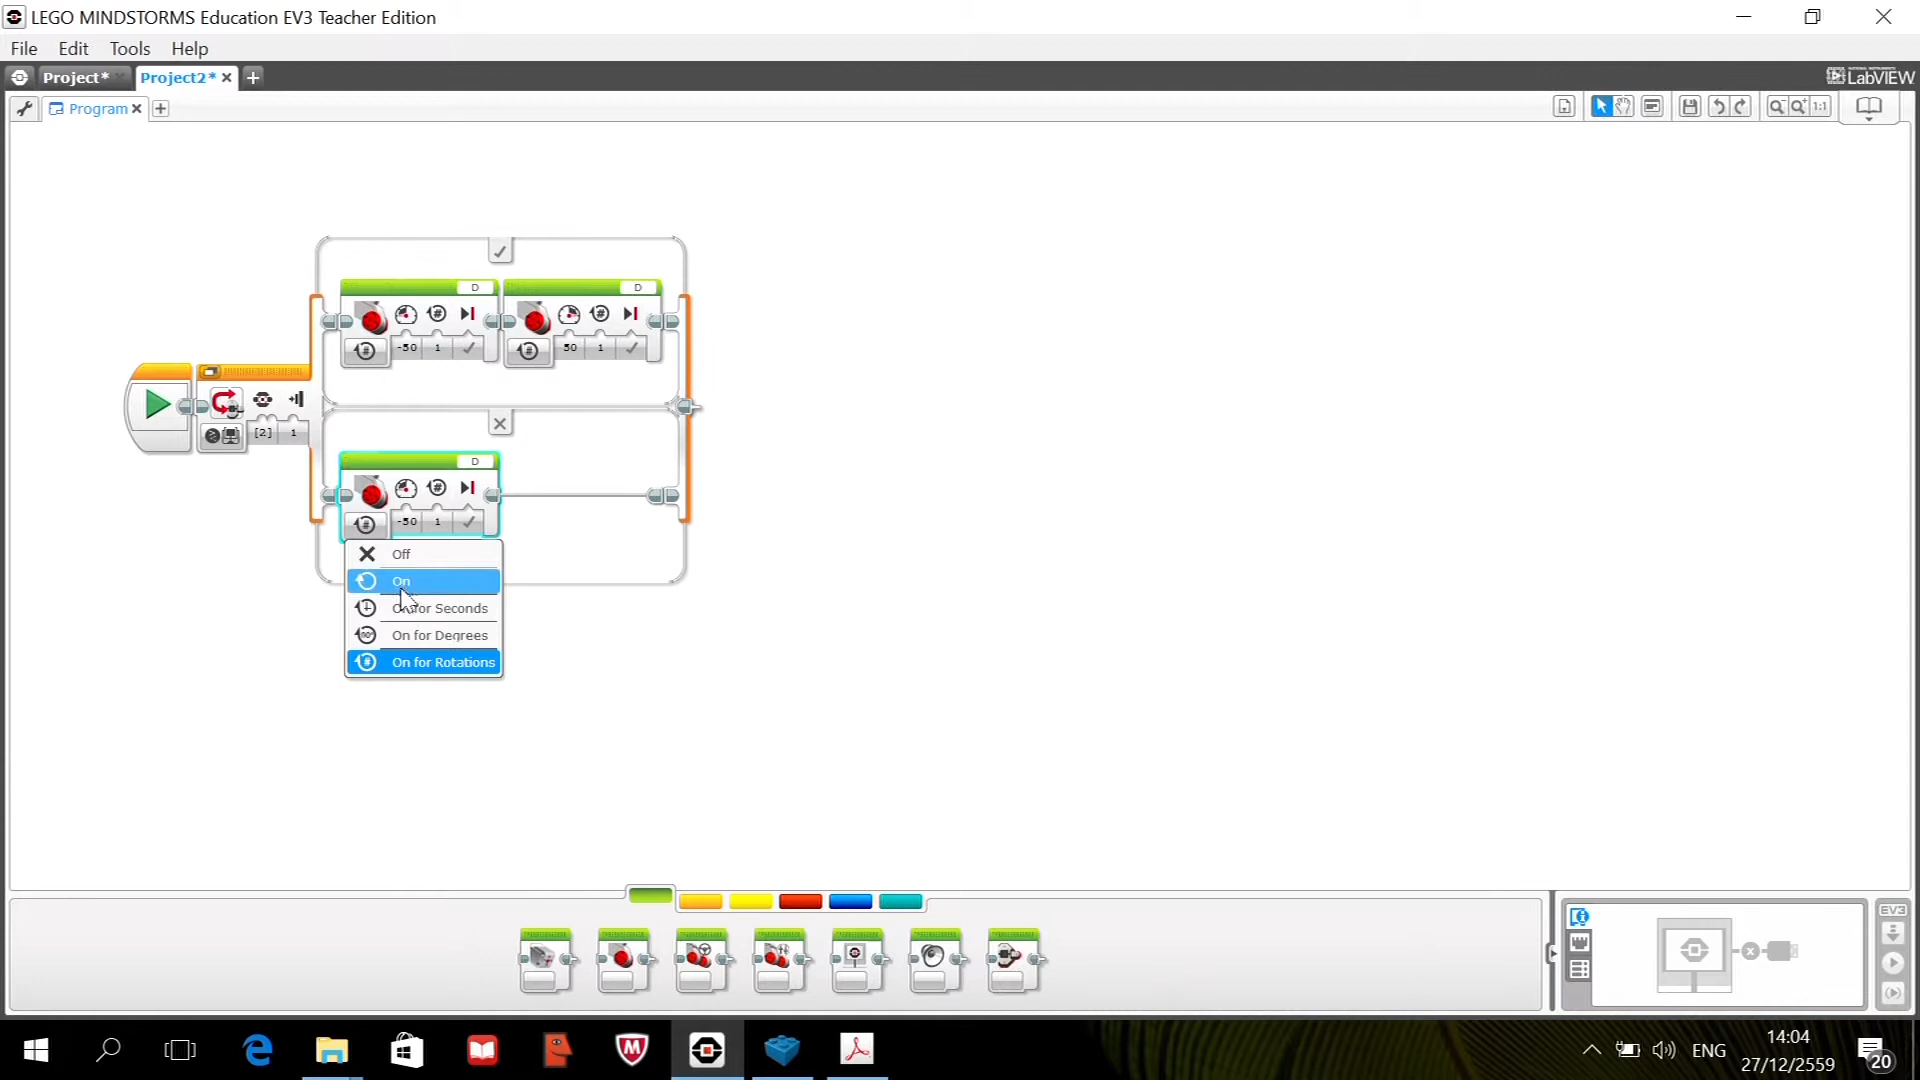 LEGO MINDSTORMS Education EV3 Teacher Edition
File Edit Tools Help
Project* Project2* +
LabVIEW
Program
1:1
D D
# #
# -50 1 # 50 1
[2] 1
D
#
# -50 1
Off
On
On for Seconds
On for Degrees
On for Rotations
EV3
ENG
14:04
27/12/2559
20